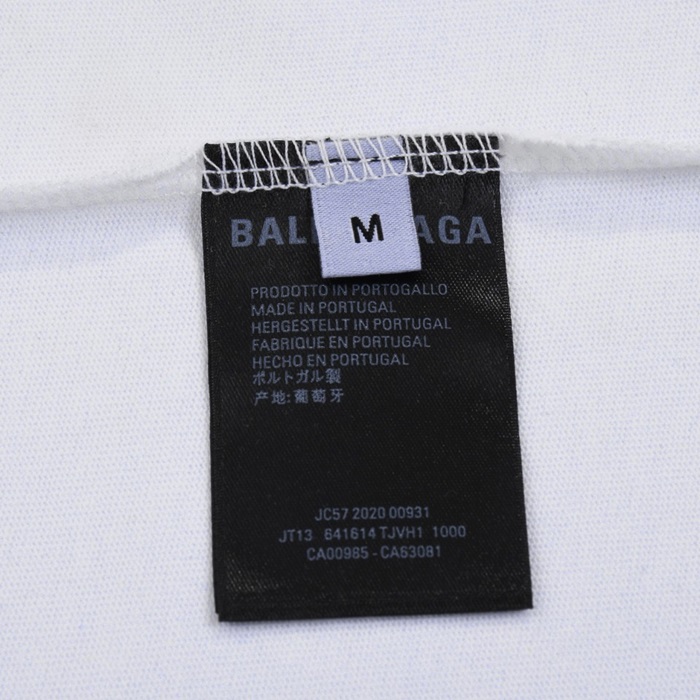 BAL AGA
M
PRODOTTO IN PORTOGALLO
MADE IN PORTUGAL
HERGESTELLT IN PORTUGAL
FABRIQUE EN PORTUGAL
HECHO EN PORTUGAL
ポルトガル製
产地:葡萄牙
JC57 2020 00931
JT13 641614 TJVH1 1000
CA00985 - CA63081